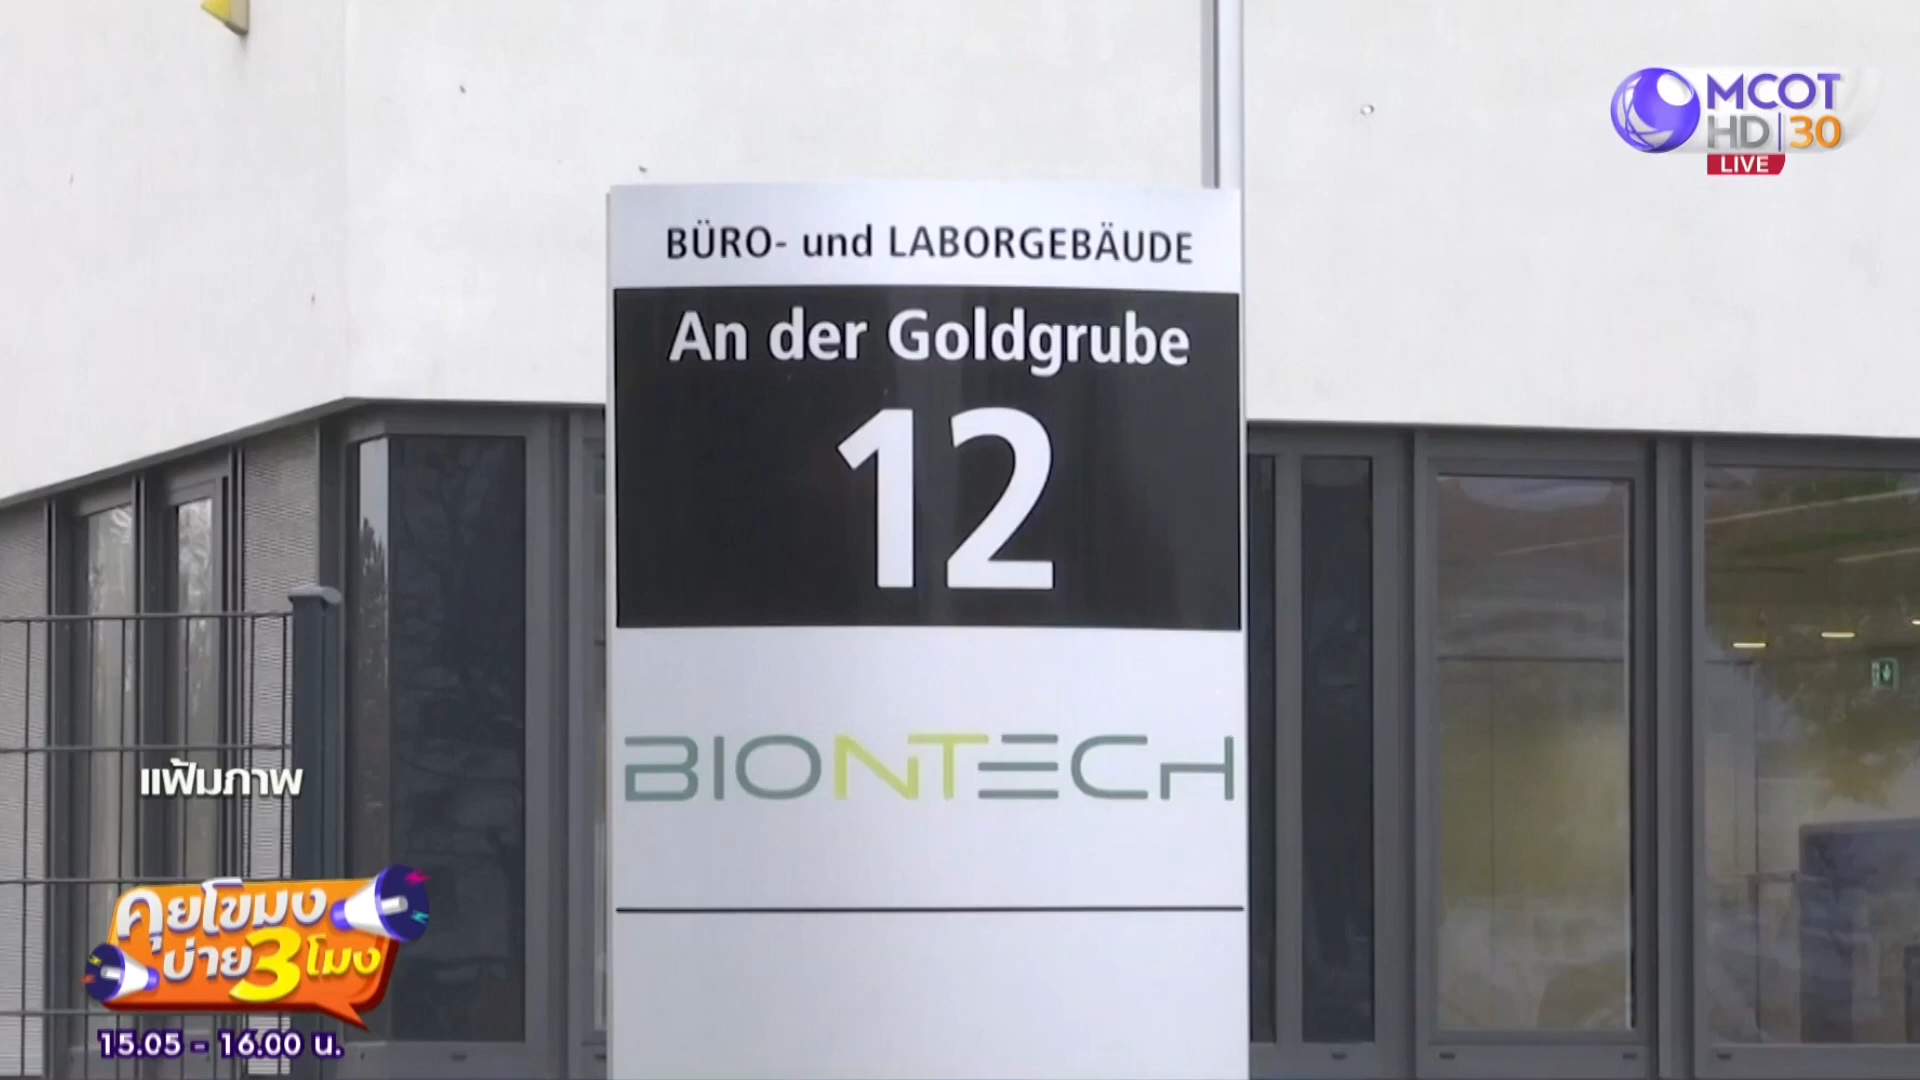 MCOT
HD 30
LIVE
BÜRO- und LABORGEBÄUDE
An der Goldgrube
12
BIONTECH
แฟ้มภาพ
คุยโขมง
บ่าย 3 โมง
15.05 - 16.00 น.